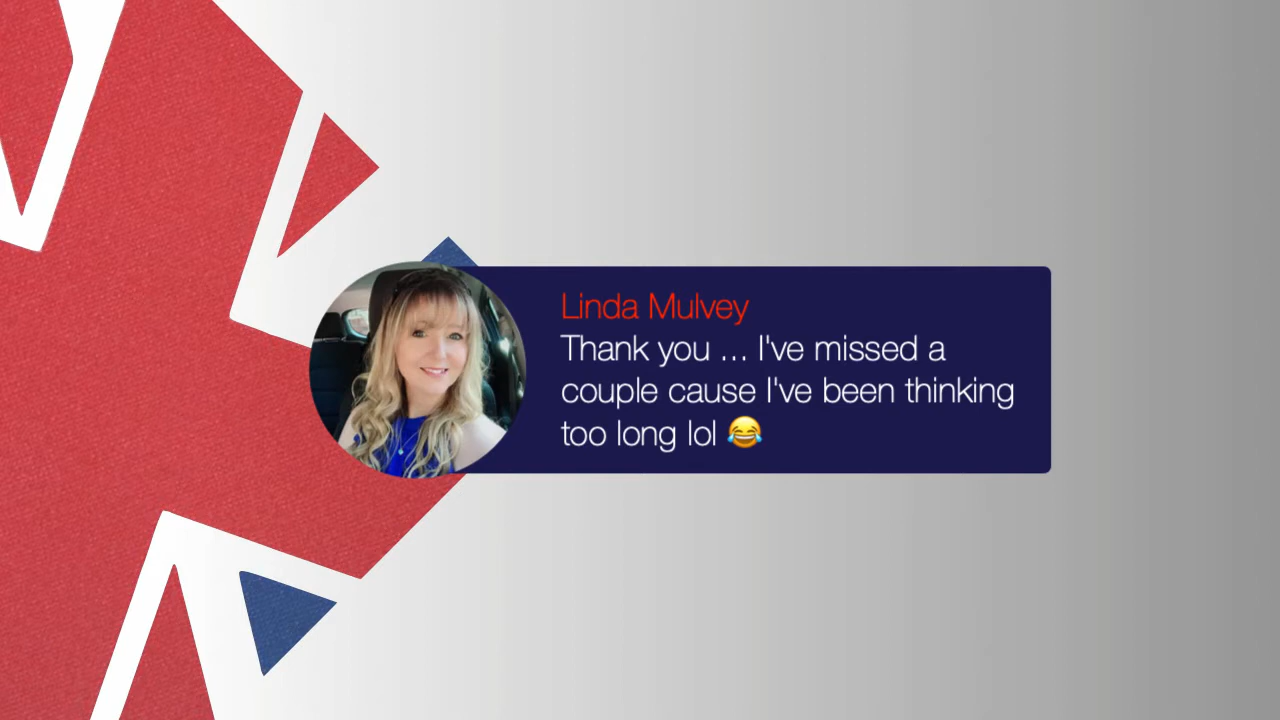 Linda Mulvey
Thank you ... I've missed a
couple cause I've been thinking
too long lol 😂